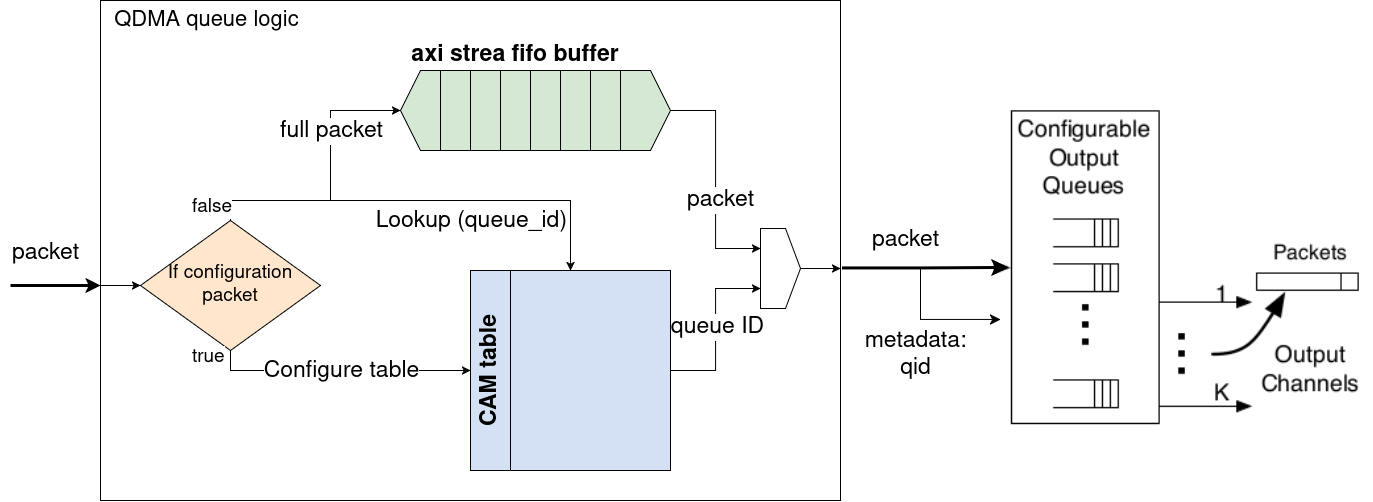 QDMA queue logic
axi strea fifo buffer
full packet
false
Lookup (queue_id)
packet
packet
If configuration
packet
true
Configure table
CAM table
queue ID
packet
metadata:
qid
Configurable
Output
Queues
1
K
Packets
Output
Channels